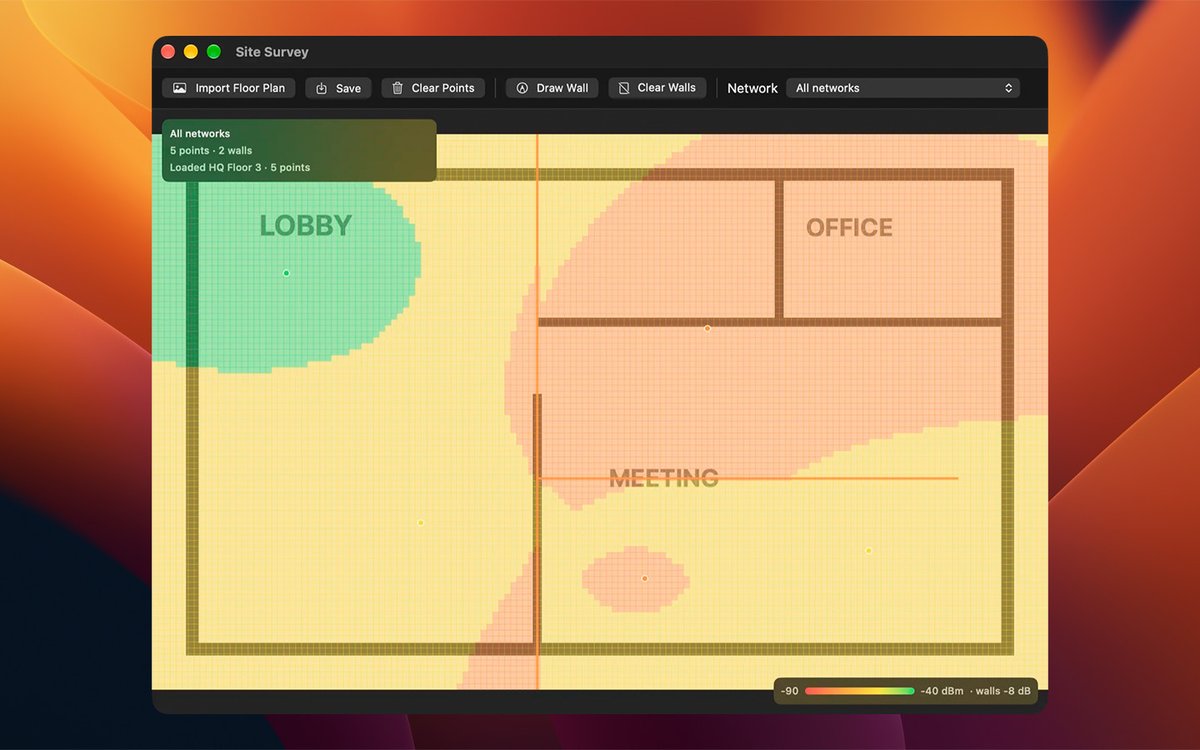 Site Survey
Import Floor Plan Save Clear Points Draw Wall Clear Walls Network All networks
All networks
5 points · 2 walls
Loaded HQ Floor 3 · 5 points
LOBBY
OFFICE
MEETING
-90 -40 dBm · walls -8 dB